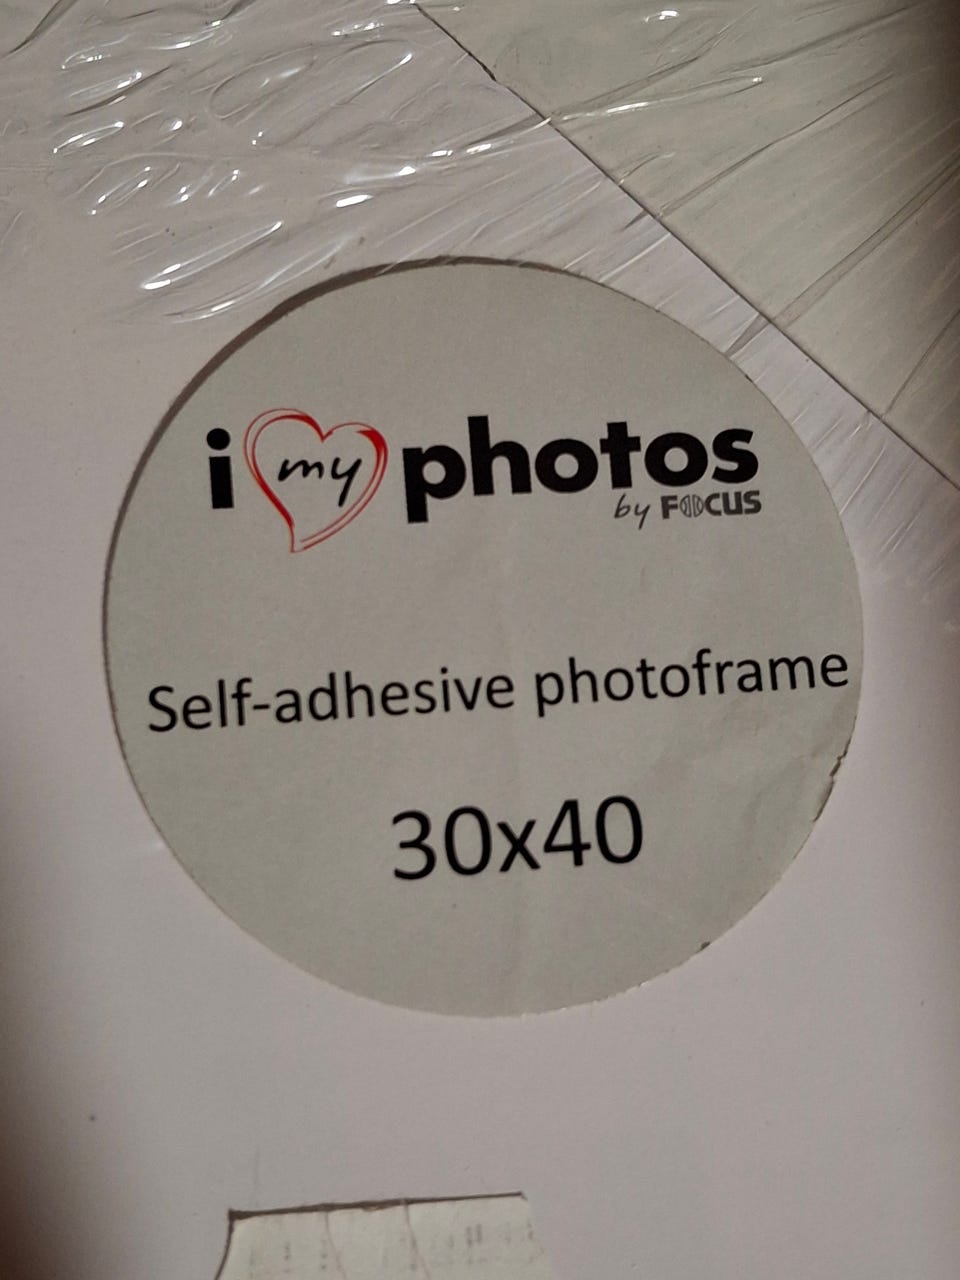 i my photos
by FOCUS
Self-adhesive photoframe
30x40